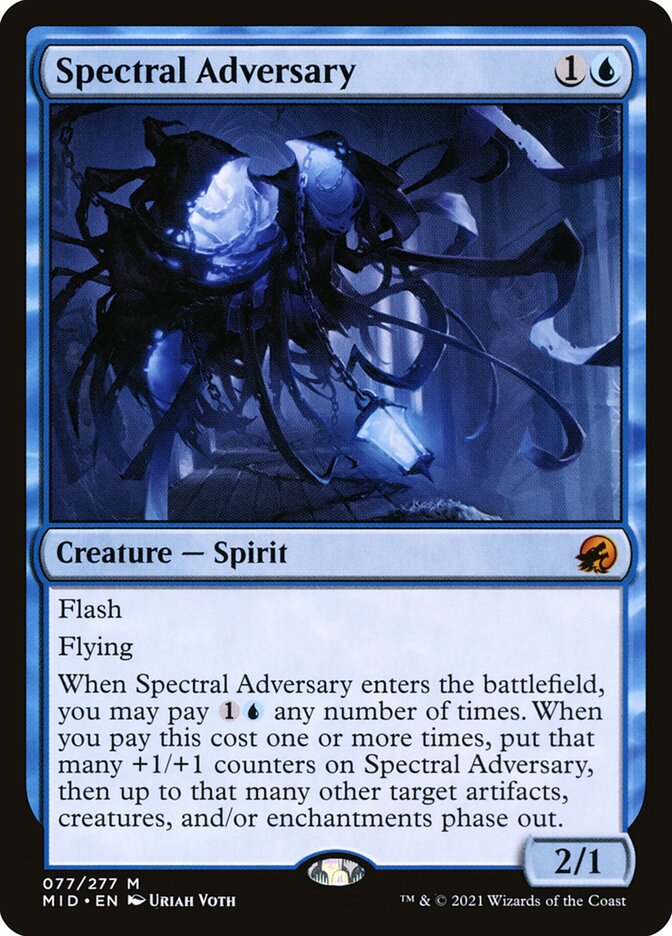 Spectral Adversary 1
Creature — Spirit
Flash
Flying
When Spectral Adversary enters the battlefield,
you may pay 1 any number of times. When
you pay this cost one or more times, put that
many +1/+1 counters on Spectral Adversary,
then up to that many other target artifacts,
creatures, and/or enchantments phase out.
2/1
077/277 M
MID • EN Uriah Voth ™ & © 2021 Wizards of the Coast